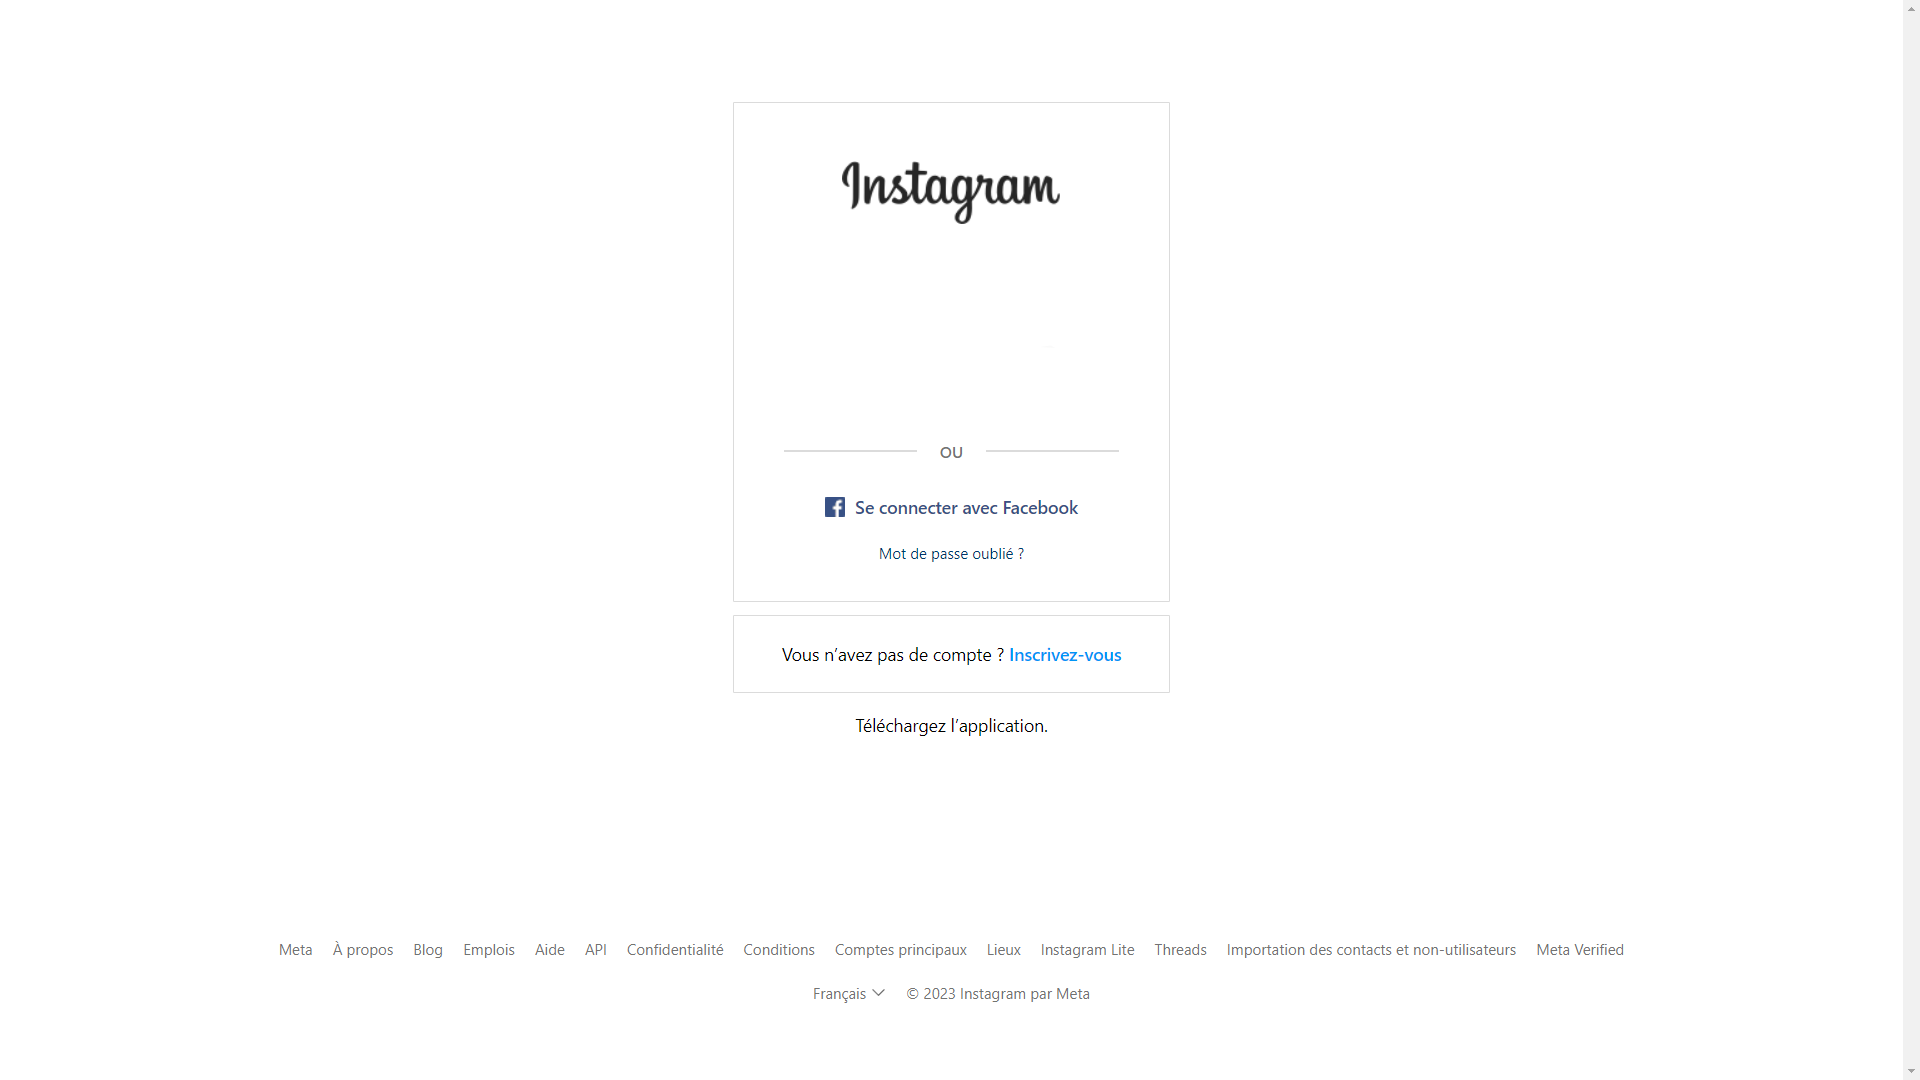 Instagram
OU
Se connecter avec Facebook
Mot de passe oublié ?
Vous n’avez pas de compte ? Inscrivez-vous
Téléchargez l’application.
Meta À propos Blog Emplois Aide API Confidentialité Conditions Comptes principaux Lieux Instagram Lite Threads Importation des contacts et non-utilisateurs Meta Verified
Français © 2023 Instagram par Meta